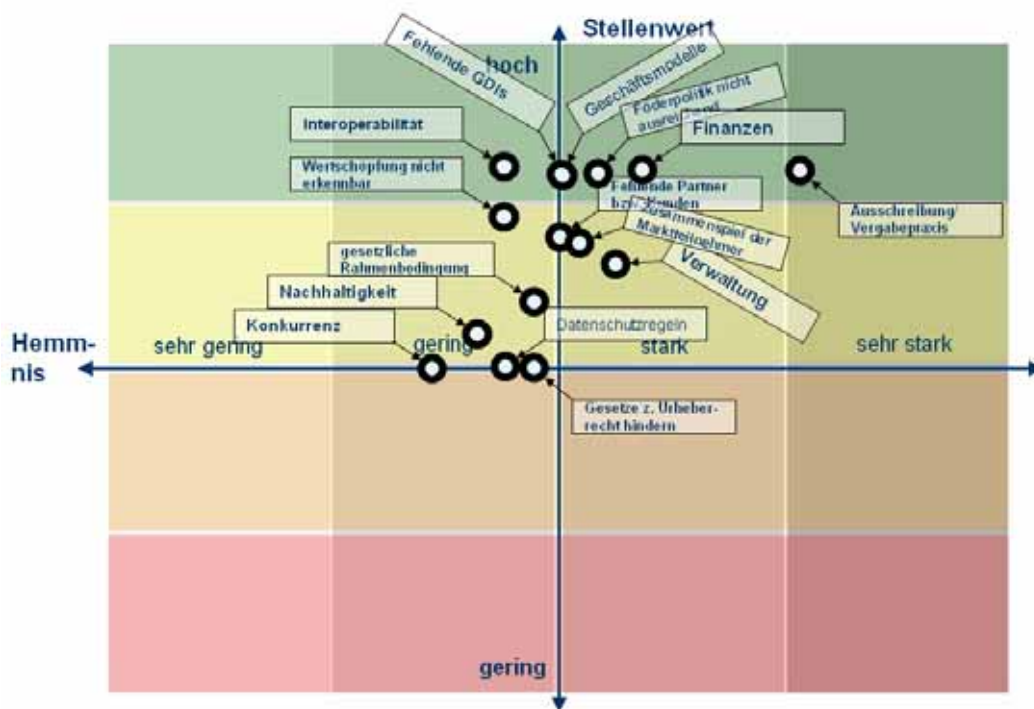 Stellenwert
hoch
Fehlende GDIs
Geschäftsmodelle
Föderpolitik nicht
Finanzen
Interoperabilität
Wertschöpfung nicht
erkennbar
Fehlende Partner
Ausschreibung/
Vergabepraxis
Zusammenspiel der
Marktteilnehmer
Verwaltung
gesetzliche
Rahmenbedingung
Nachhaltigkeit
Konkurrenz
Datenschutzregeln
Hemm-
nis
sehr gering
gering
stark
sehr stark
Gesetze z. Urheber-
recht hindern
gering